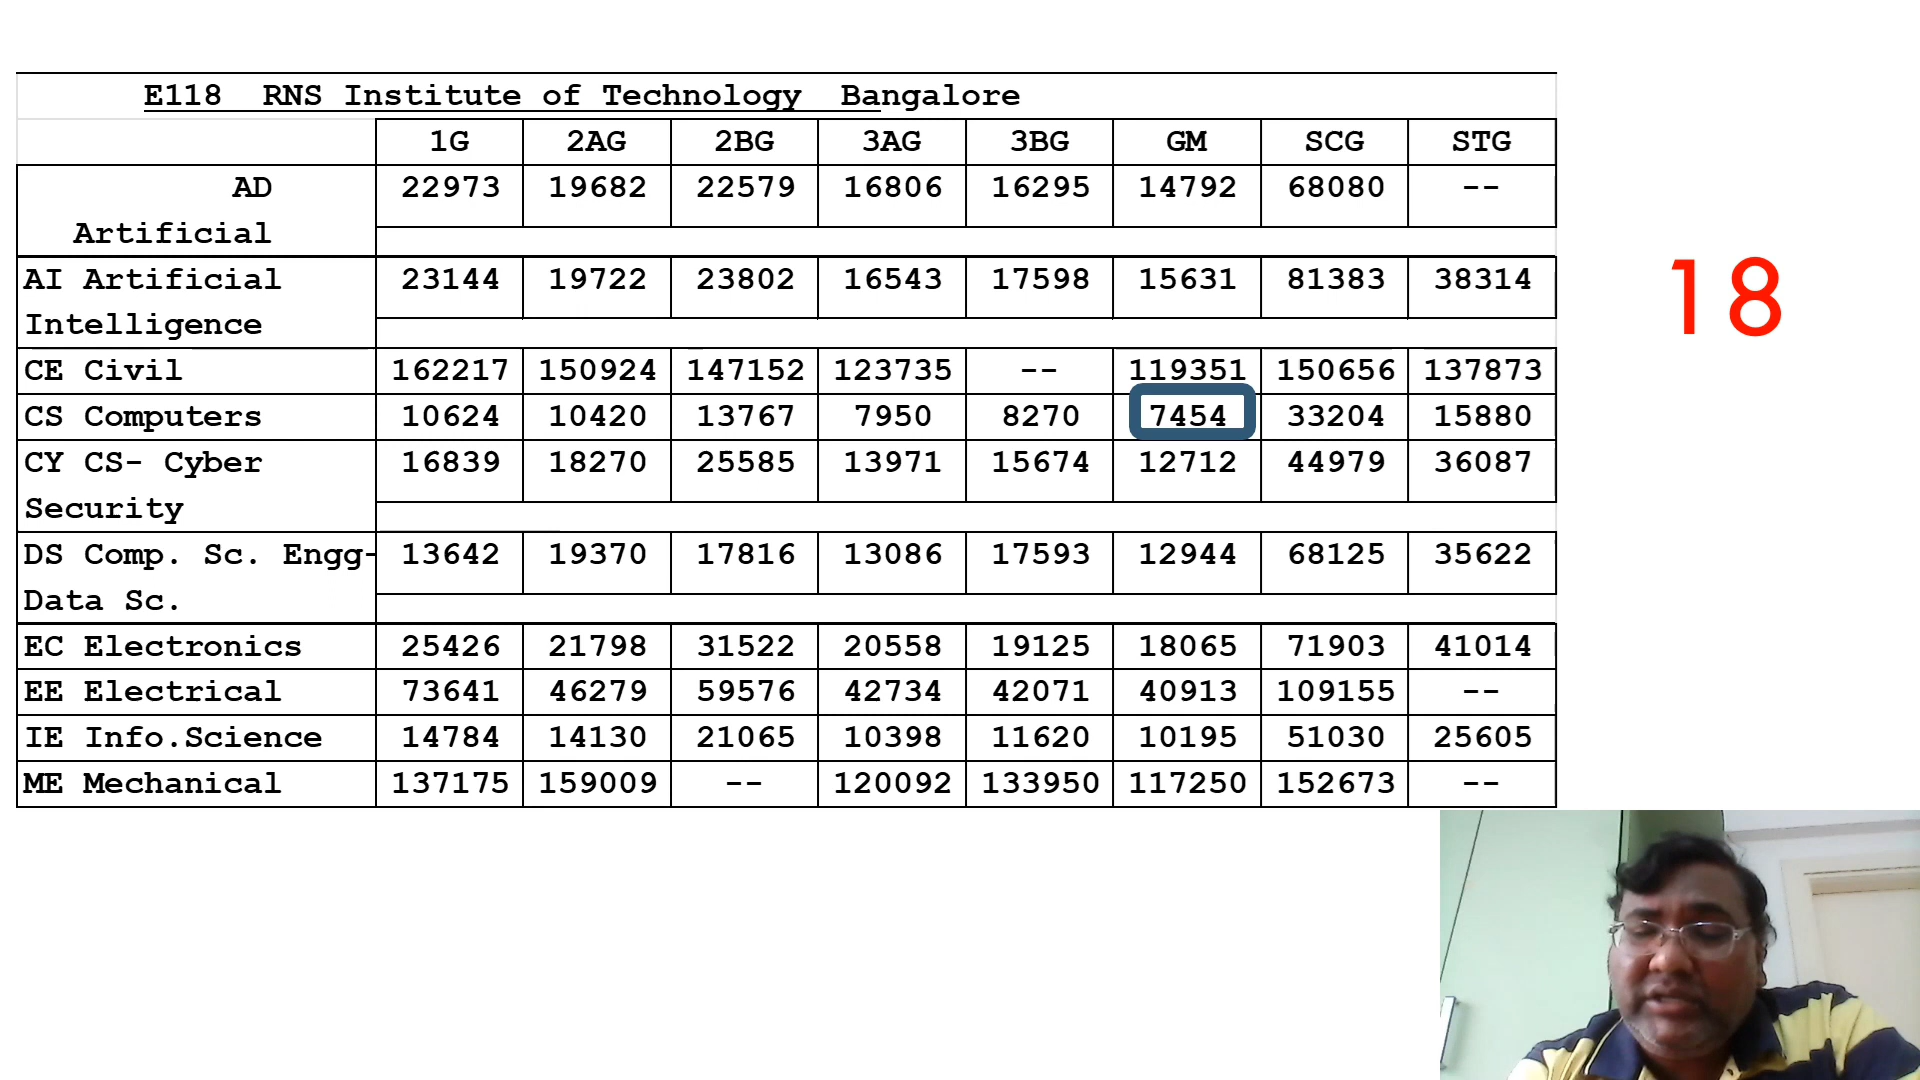 E118 RNS Institute of Technology Bangalore
1G 2AG 2BG 3AG 3BG GM SCG STG
AD 22973 19682 22579 16806 16295 14792 68080 --
Artificial
AI Artificial 23144 19722 23802 16543 17598 15631 81383 38314
Intelligence
18
CE Civil 162217 150924 147152 123735 -- 119351 150656 137873
CS Computers 10624 10420 13767 7950 8270 7454 33204 15880
CY CS- Cyber 16839 18270 25585 13971 15674 12712 44979 36087
Security
DS Comp. Sc. Engg- 13642 19370 17816 13086 17593 12944 68125 35622
Data Sc.
EC Electronics 25426 21798 31522 20558 19125 18065 71903 41014
EE Electrical 73641 46279 59576 42734 42071 40913 109155 --
IE Info.Science 14784 14130 21065 10398 11620 10195 51030 25605
ME Mechanical 137175 159009 -- 120092 133950 117250 152673 --